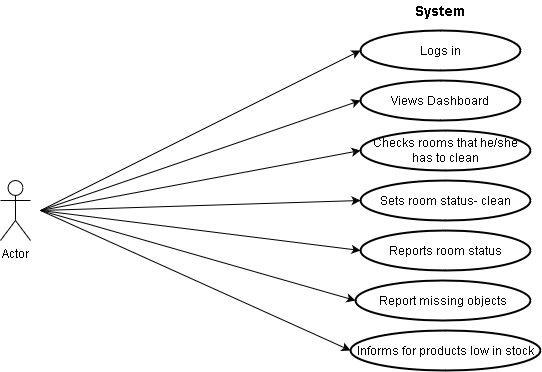 System
Logs in
Views Dashboard
Checks rooms that he/she
has to clean
Sets room status- clean
Actor
Reports room status
Report missing objects
Informs for products low in stock